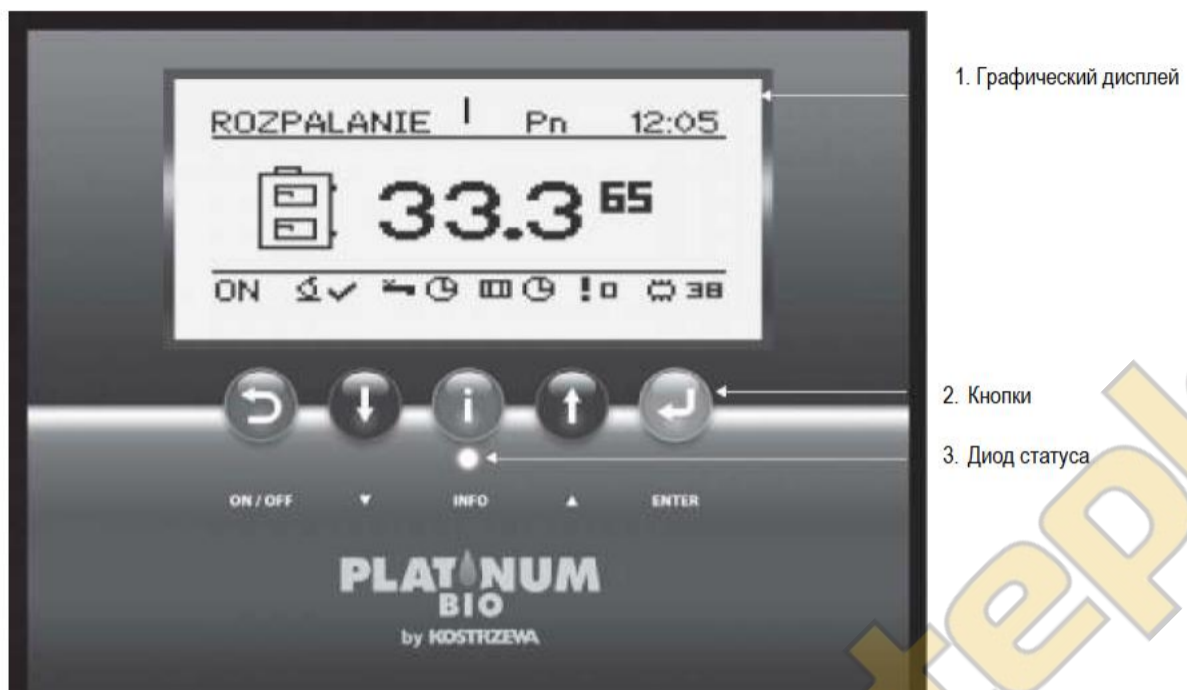 1. Графический дисплей
ROZPALANIE Pn 12:05
33.3 65
ON 0 38
2. Кнопки
i
3. Диод статуса
ON / OFF INFO ENTER
PLATINUM
BIO
by KOSTRZEWA